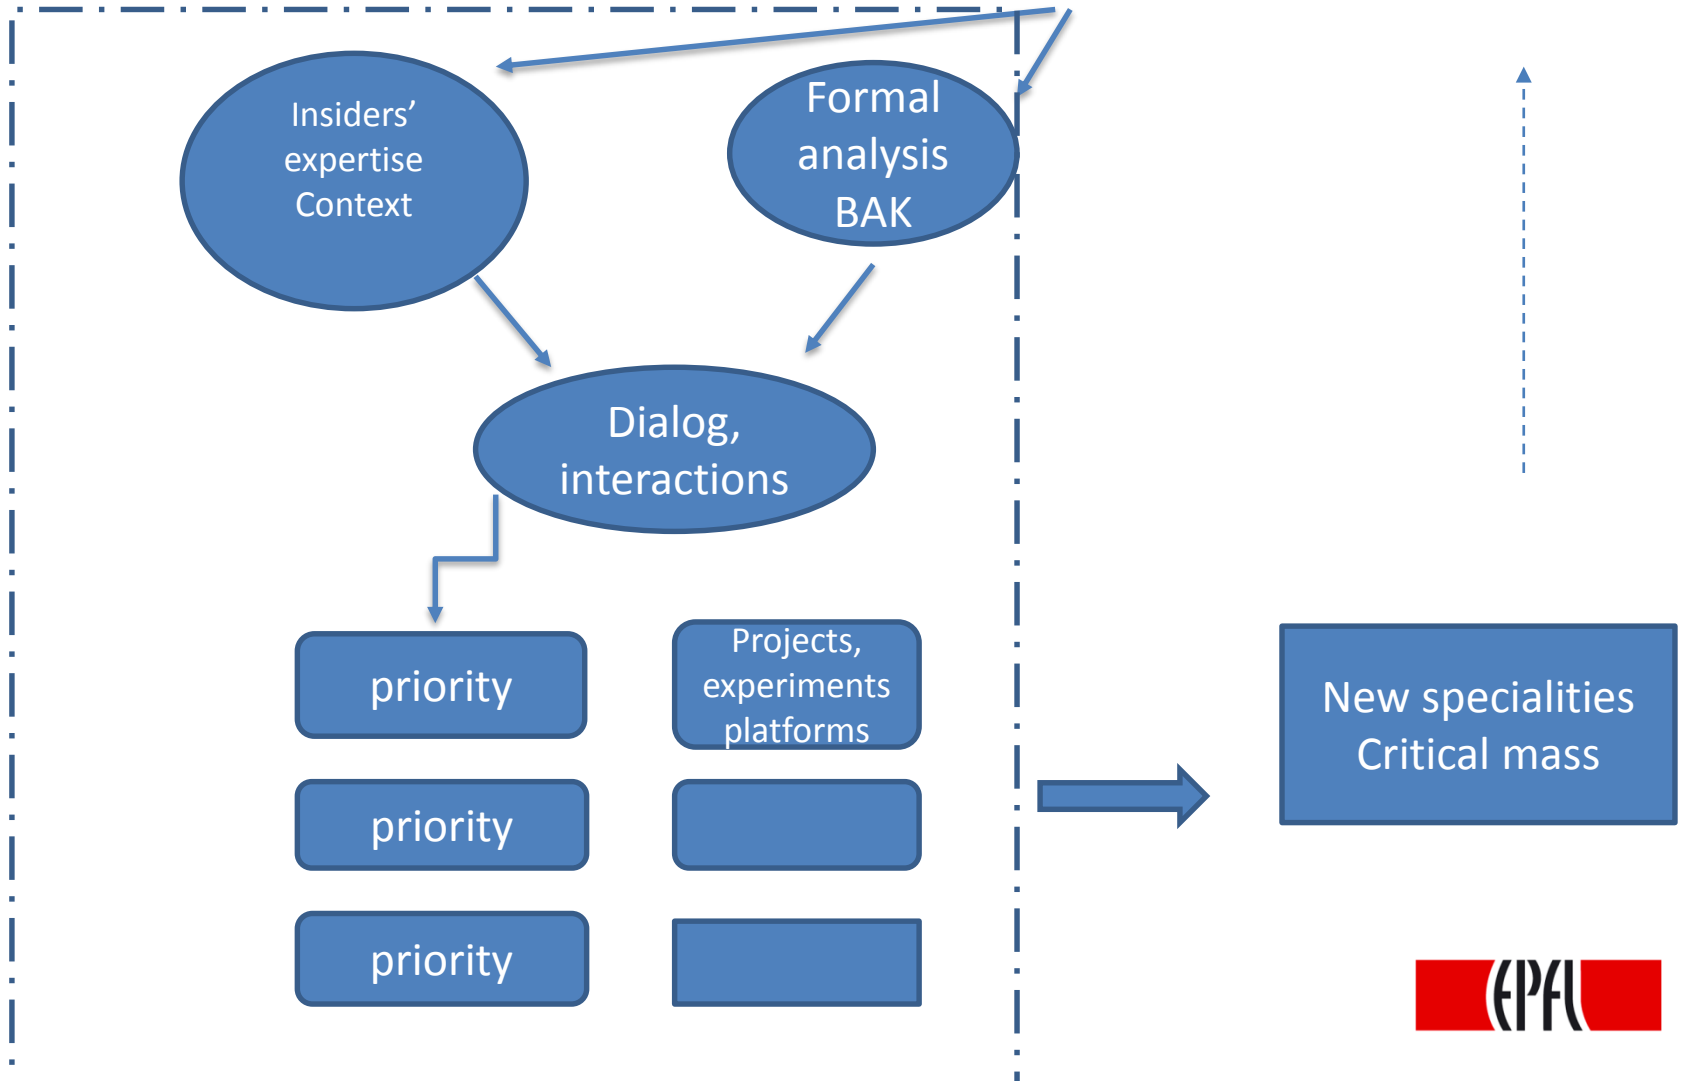 Insiders’
expertise
Context
Formal
analysis
BAK
Dialog,
interactions
priority
Projects,
experiments
platforms
priority
priority
New specialities
Critical mass
EPFL